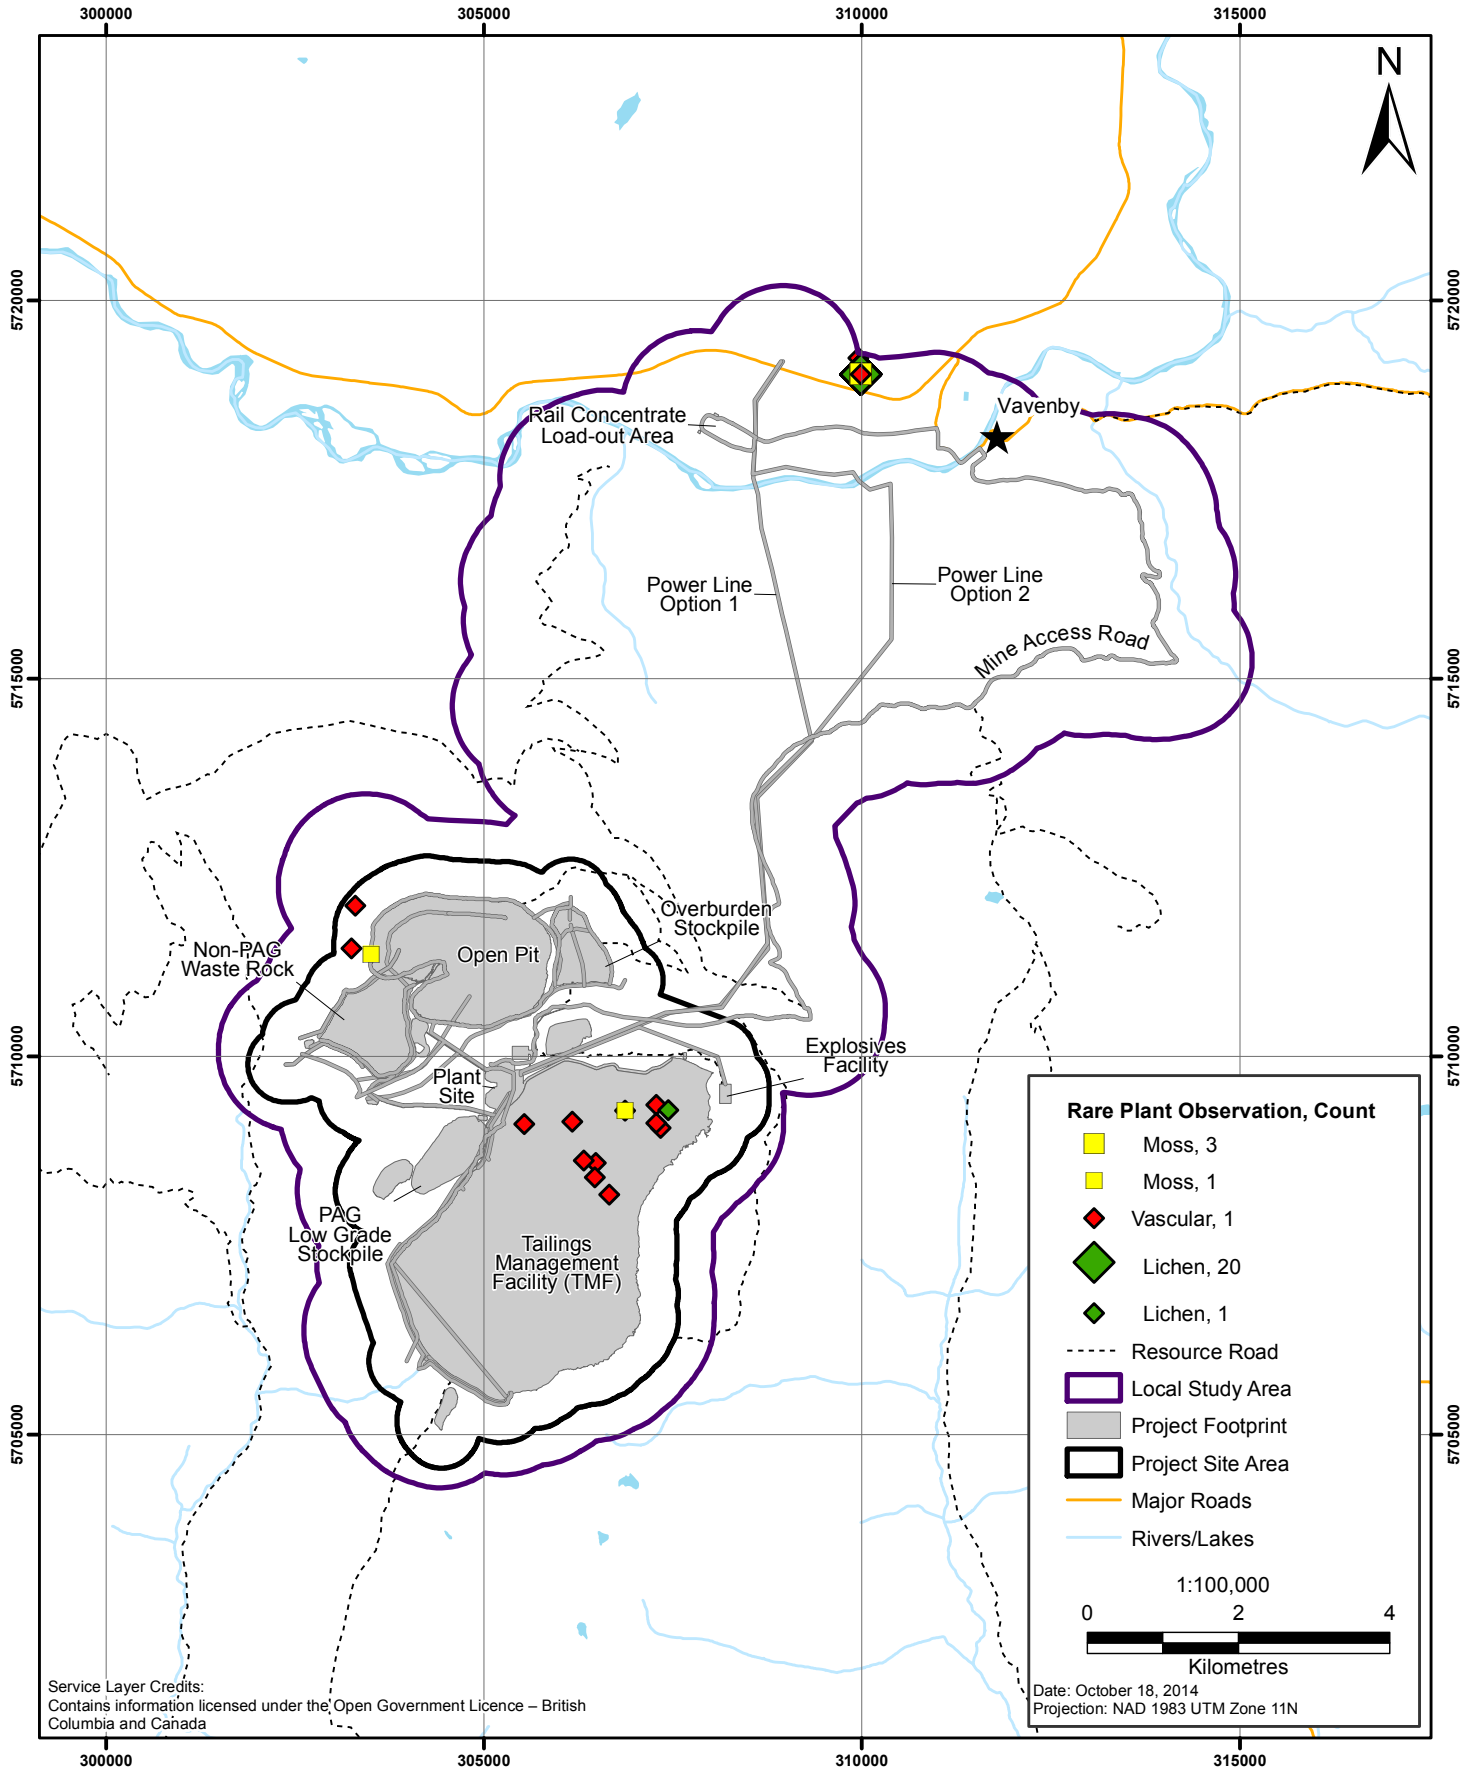 300000
305000
310000
315000
N
5720000
5720000
Vavenby
Rail Concentrate
Load-out Area
Power Line
Option 1
Power Line
Option 2
Mine Access Road
5715000
5715000
Overburden
Stockpile
Non-PAG
Waste Rock
Open Pit
5710000
5710000
Explosives
Facility
Plant
Site
PAG
Low Grade
Stockpile
Tailings
Management
Facility (TMF)
5705000
5705000
Rare Plant Observation, Count
Moss, 3
Moss, 1
Vascular, 1
Lichen, 20
Lichen, 1
Resource Road
Local Study Area
Project Footprint
Project Site Area
Major Roads
Rivers/Lakes
1:100,000
0 2 4
Kilometres
Date: October 18, 2014
Projection: NAD 1983 UTM Zone 11N
Service Layer Credits:
Contains information licensed under the Open Government Licence – British
Columbia and Canada
300000
305000
310000
315000